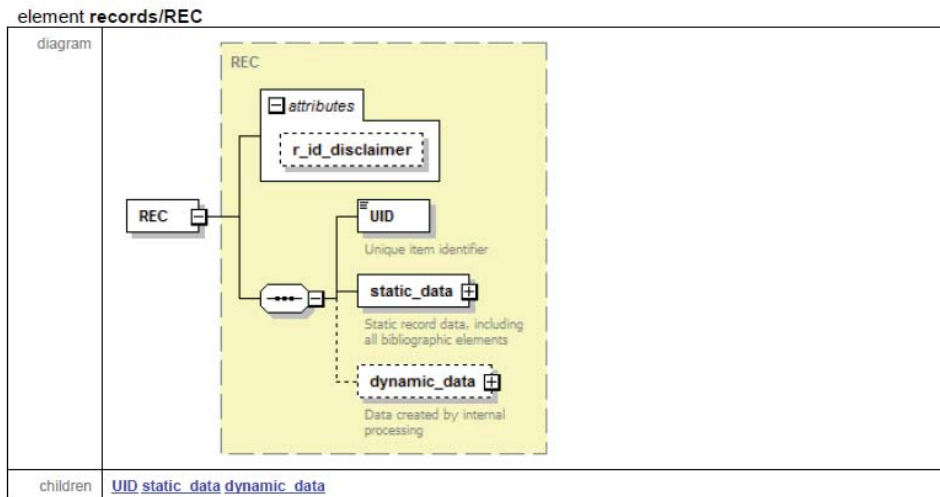 element records/REC
diagram
REC
attributes
r_id_disclaimer
REC
UID
Unique item identifier
static_data
Static record data, including
all bibliographic elements
dynamic_data
Data created by internal
processing
children
UID static_data dynamic_data